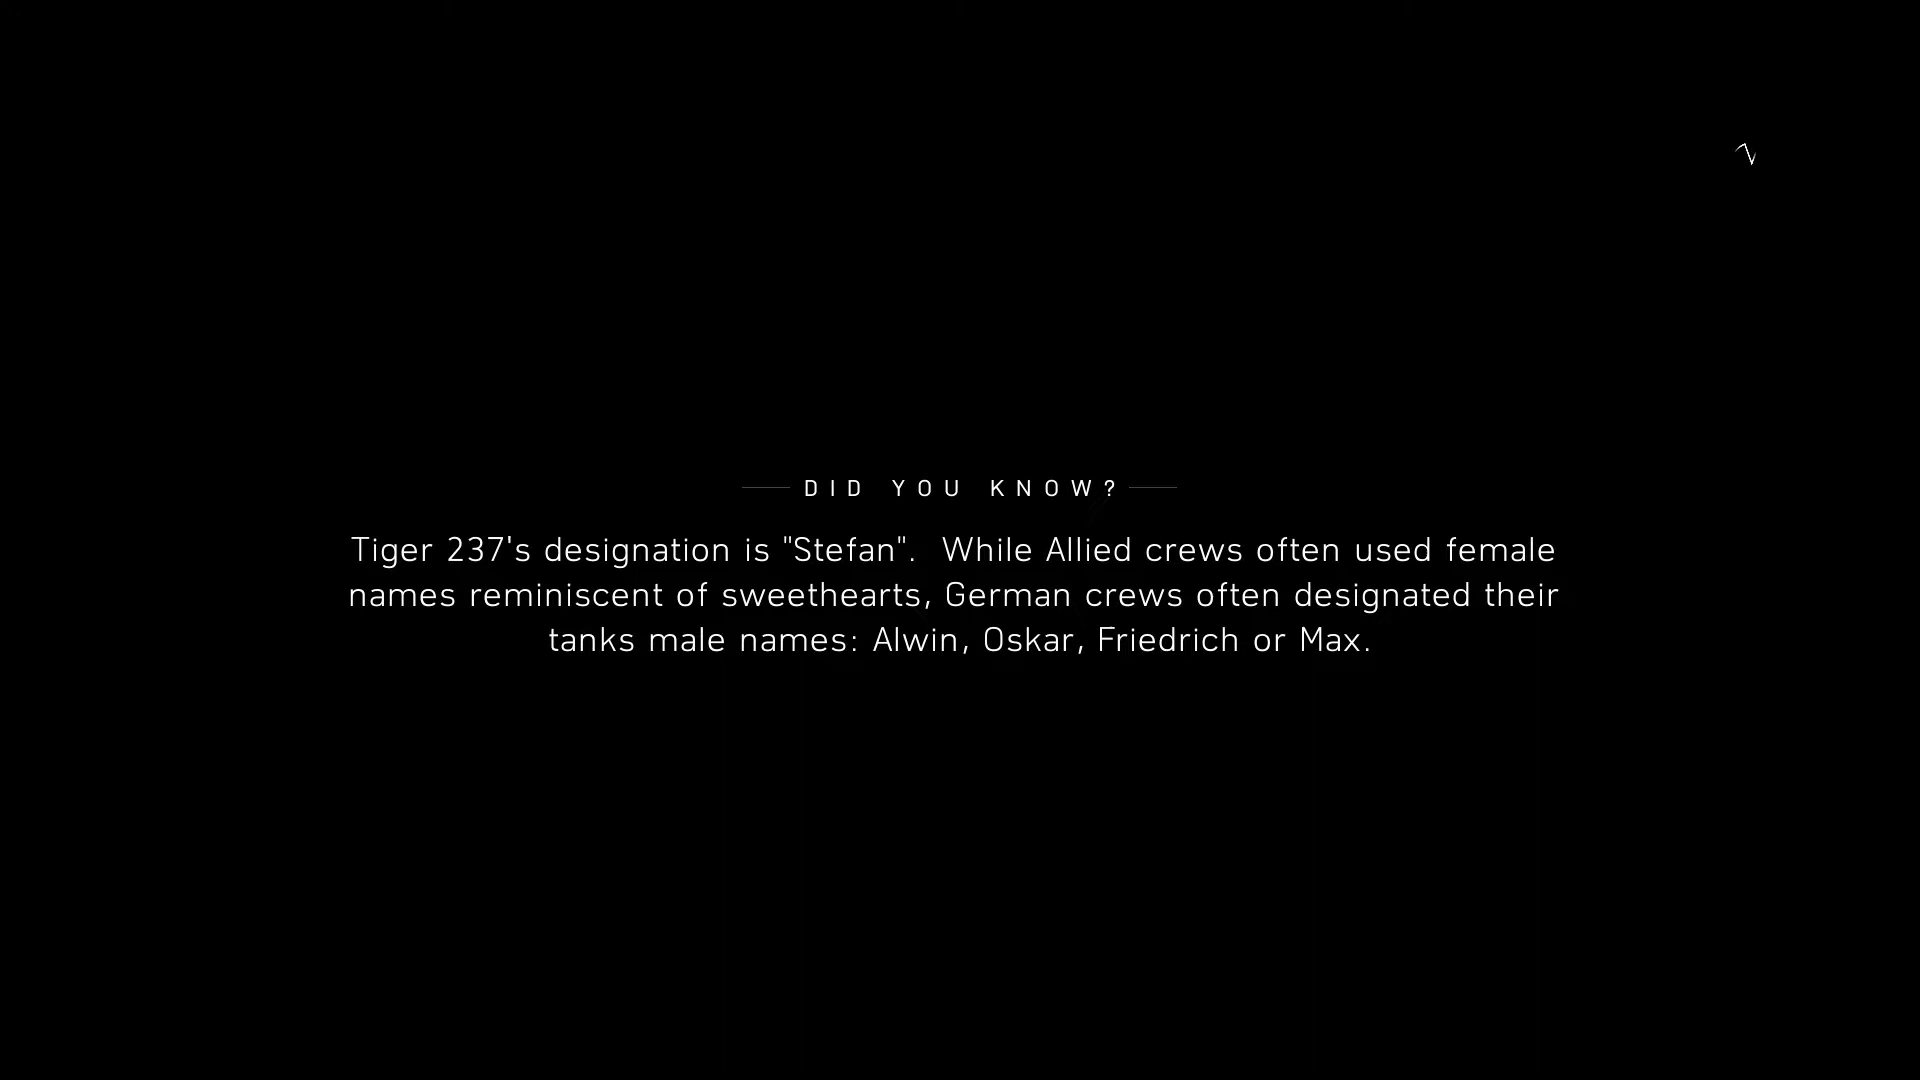 DID YOU KNOW?
Tiger 237's designation is "Stefan".  While Allied crews often used female
names reminiscent of sweethearts, German crews often designated their
tanks male names: Alwin, Oskar, Friedrich or Max.